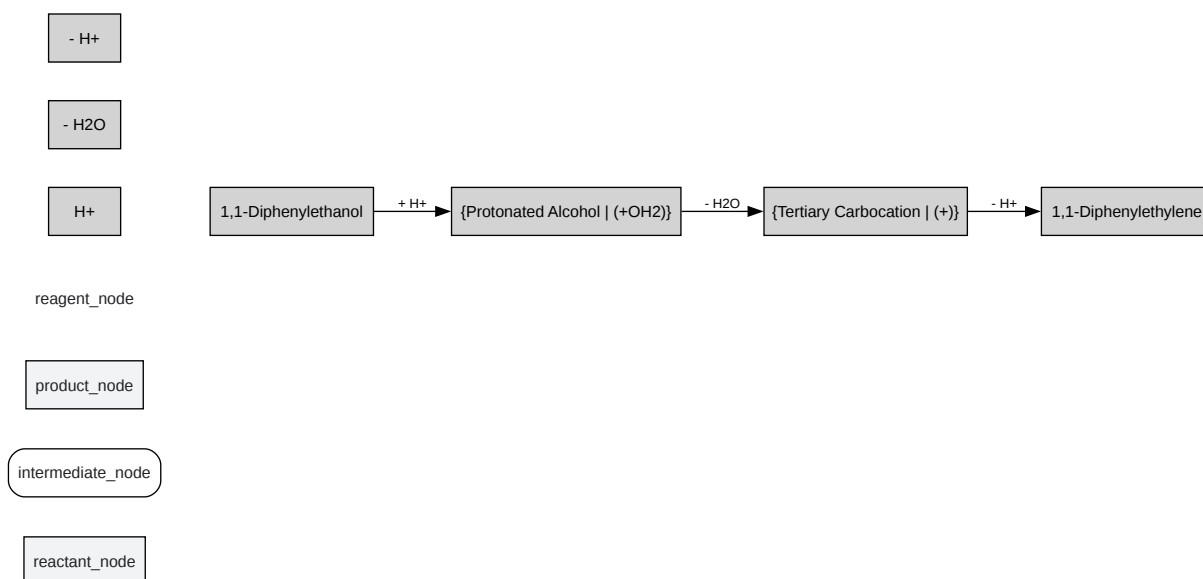 - H+
- H2O
H+
1,1-Diphenylethanol
+ H+
{Protonated Alcohol | (+OH2)}
- H2O
{Tertiary Carbocation | (+)}
- H+
1,1-Diphenylethylene
reagent_node
product_node
intermediate_node
reactant_node